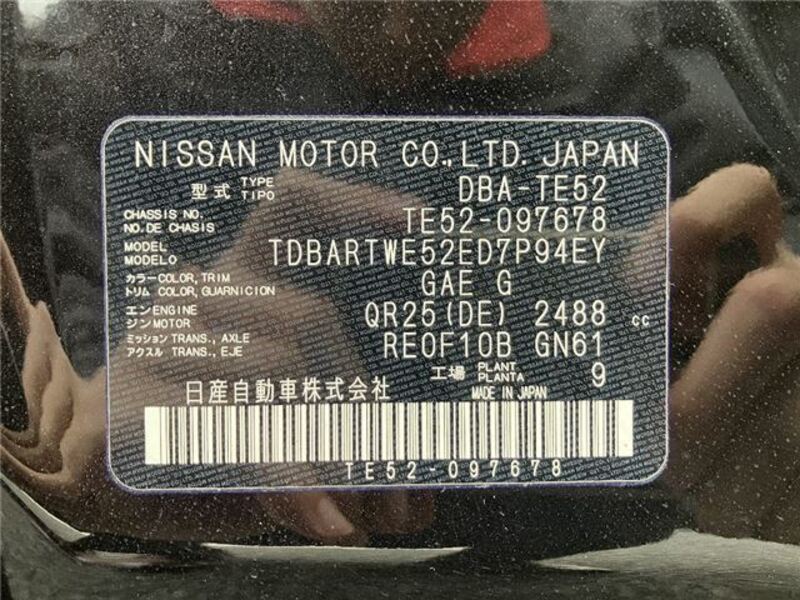 NISSAN MOTOR CO., LTD. JAPAN
型式 TYPE TIPO DBA-TE52
CHASSIS NO. TE52-097678
NO. DE CHASIS
MODEL TDBARTWE52ED7P94EY
MODELO
カラー COLOR, TRIM GAE G
トリム COLOR, GUARNICION
エンENGINE QR25(DE) 2488 cc
ジンMOTOR
ミッション TRANS., AXLE RE0F10B GN61
アクスル TRANS., EJE
工場 PLANT PLANTA 9
日産自動車株式会社 MADE IN JAPAN
TE52-097678